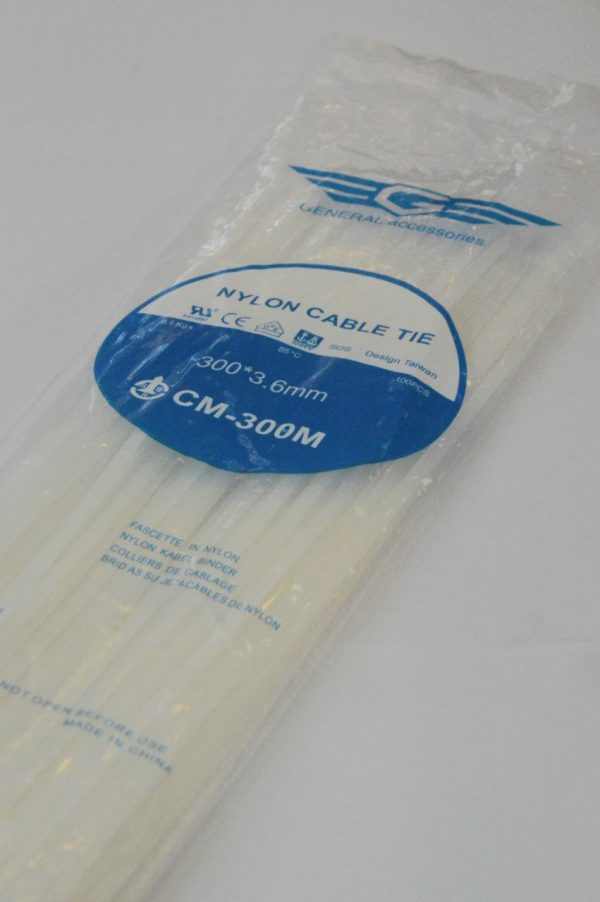 GENERAL accessories
NYLON CABLE TIE
CE SGS Design Taiwan
85°C 100PCS
300*3.6mm
CM-300M
FASCETTE IN NYLON
NYLON KABEL BINDER
COLLIERS DE CABLAGE
BRIDAS SUJETACABLES DE NYLON
NOT OPEN BEFORE USE
MADE IN CHINA